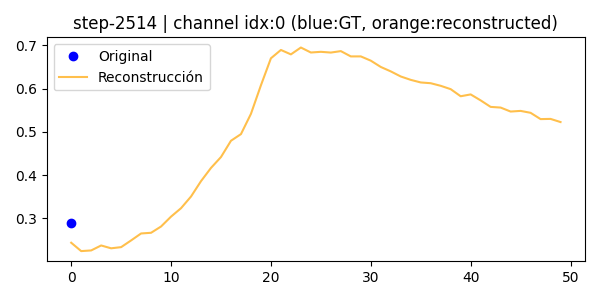 step-2514 | channel idx:0 (blue:GT, orange:reconstructed)
Original
Reconstrucción
0.7
0.6
0.5
0.4
0.3
0 10 20 30 40 50